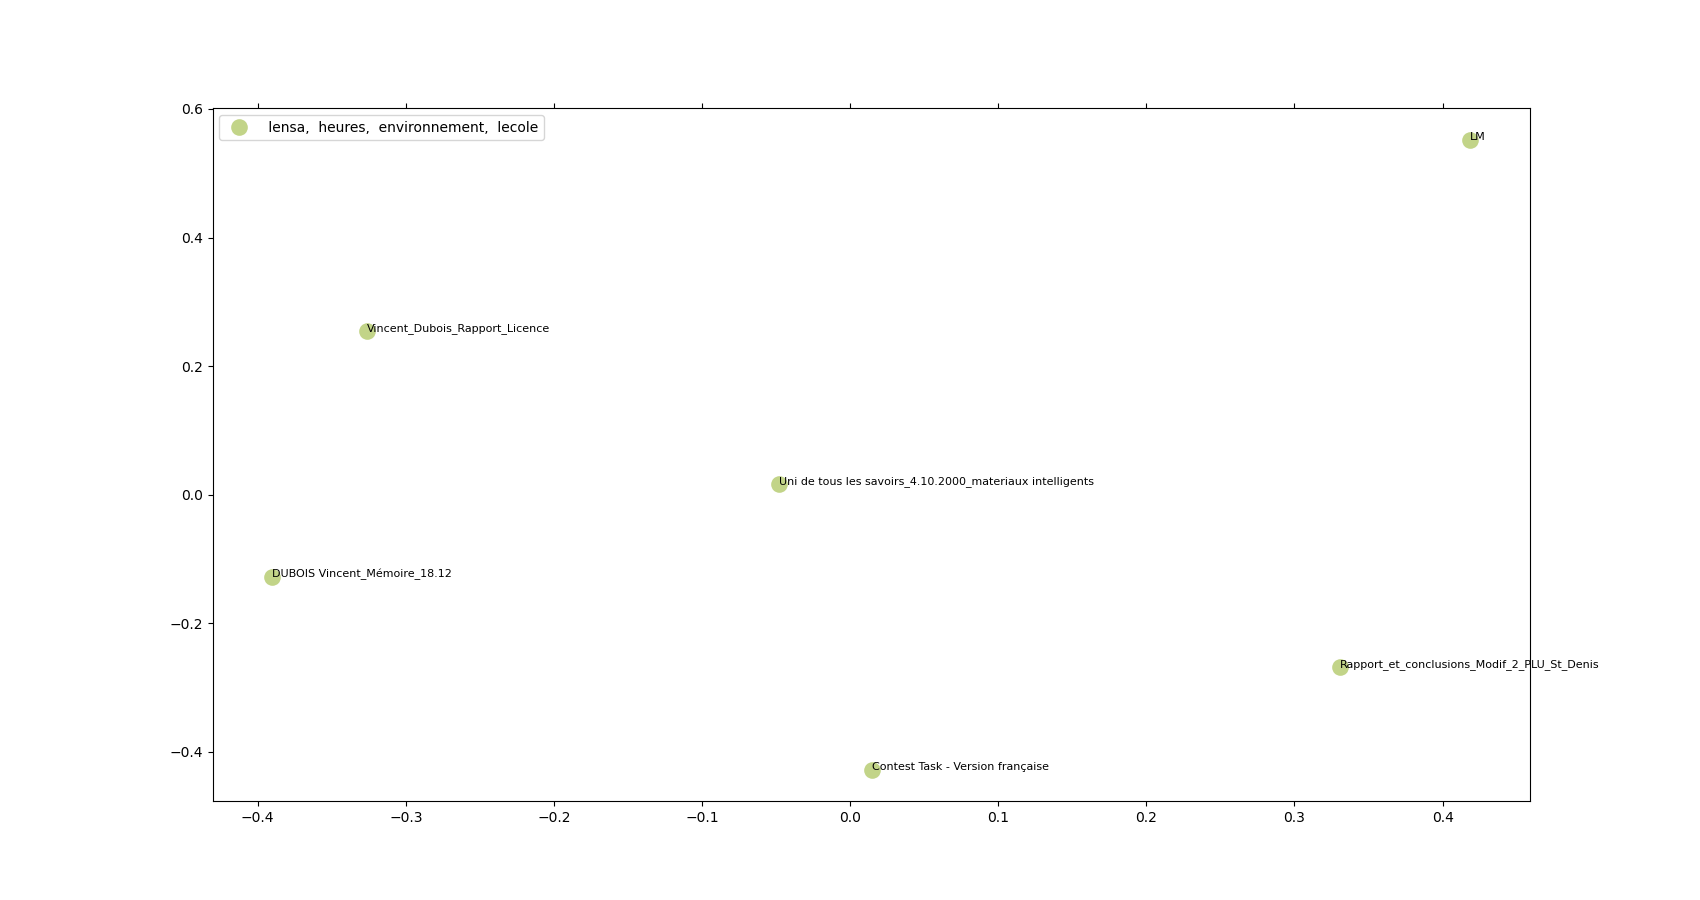 0.6
lensa,  heures,  environnement,  lecole
LM
0.4
Vincent_Dubois_Rapport_Licence
0.2
Uni de tous les savoirs_4.10.2000_materiaux intelligents
0.0
DUBOIS Vincent_Mémoire_18.12
−0.2
Rapport_et_conclusions_Modif_2_PLU_St_Denis
−0.4
Contest Task - Version française
−0.4 −0.3 −0.2 −0.1 0.0 0.1 0.2 0.3 0.4